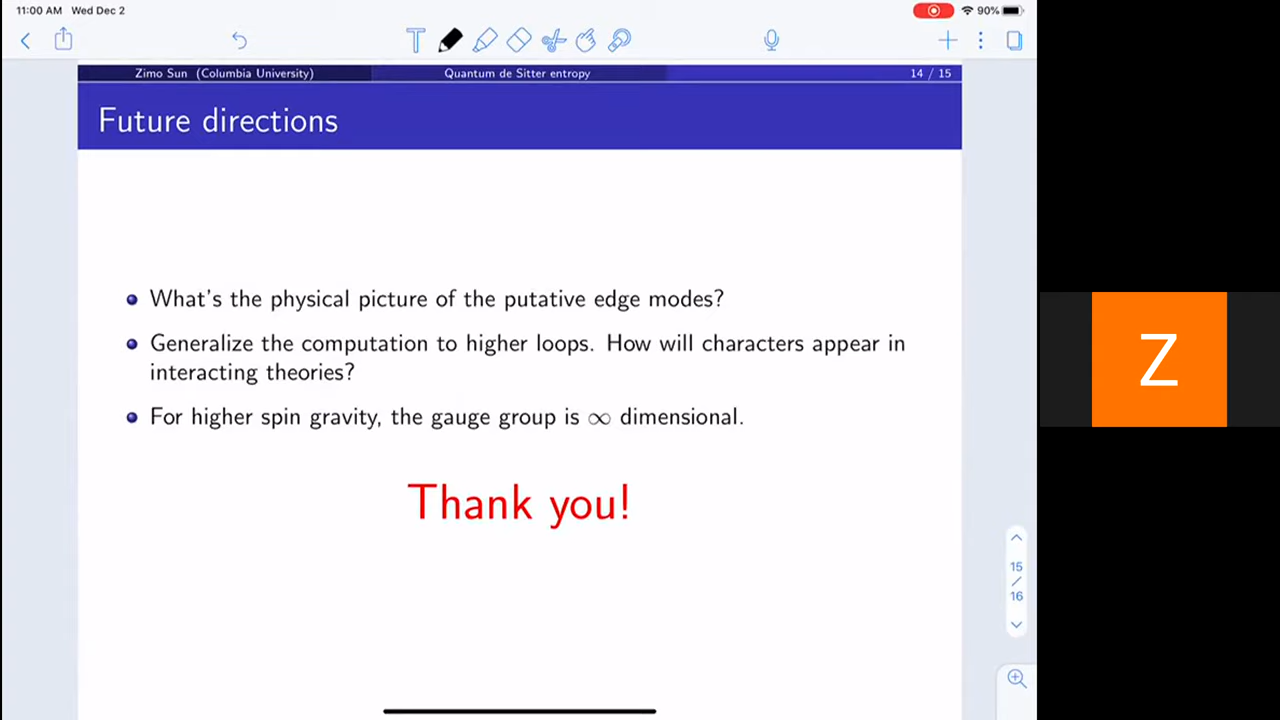 11:00 AM Wed Dec 2
90%
T
Zimo Sun (Columbia University) Quantum de Sitter entropy 14 / 15
Future directions
What's the physical picture of the putative edge modes?
Generalize the computation to higher loops. How will characters appear in
interacting theories?
For higher spin gravity, the gauge group is ∞ dimensional.
Thank you!
15
/
16
Z